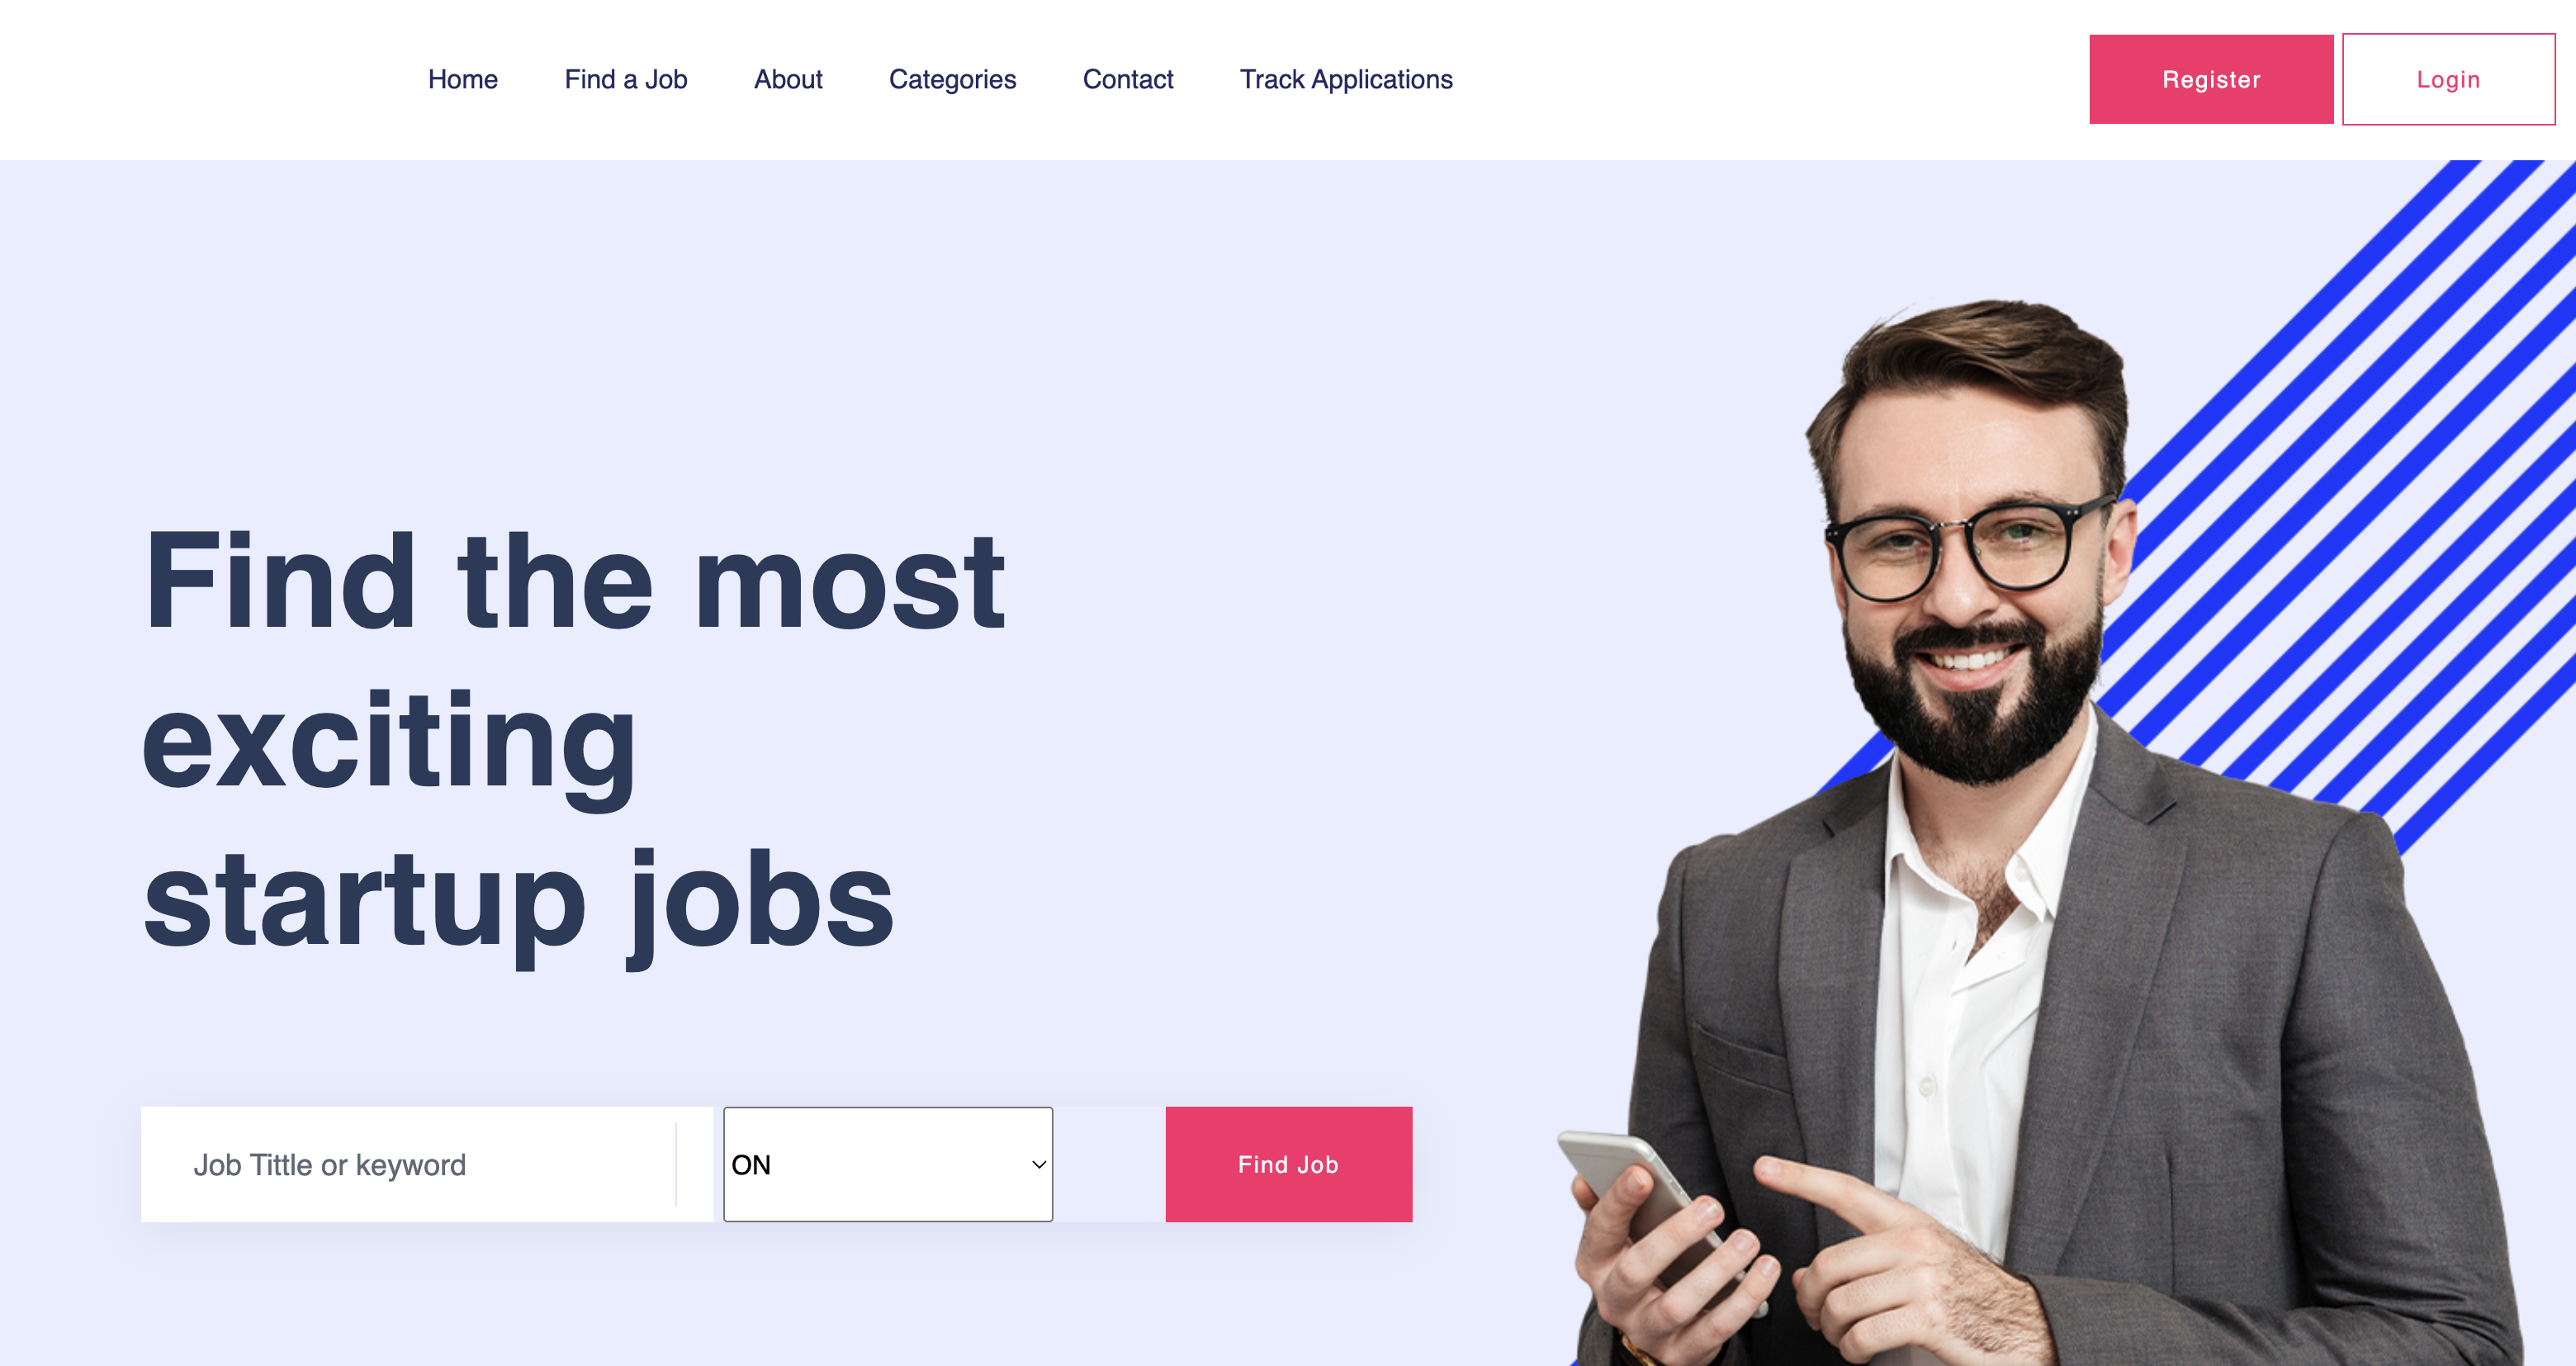 Home Find a Job About Categories Contact Track Applications Register Login
Find the most
exciting
startup jobs
Job Tittle or keyword ON Find Job